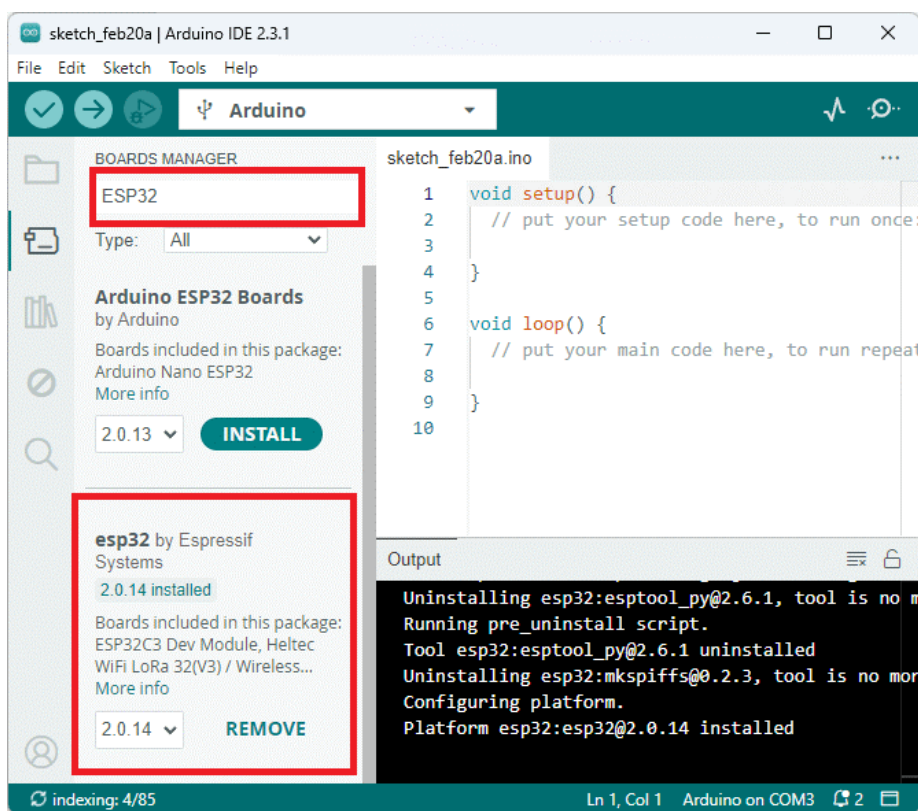 sketch_feb20a | Arduino IDE 2.3.1
File Edit Sketch Tools Help
Arduino
BOARDS MANAGER
ESP32
Type: All
Arduino ESP32 Boards
by Arduino
Boards included in this package:
Arduino Nano ESP32
More info
2.0.13 INSTALL
esp32 by Espressif
Systems
2.0.14 installed
Boards included in this package:
ESP32C3 Dev Module, Heltec
WiFi LoRa 32(V3) / Wireless...
More info
2.0.14 REMOVE
sketch_feb20a.ino
1 void setup() {
2 // put your setup code here, to run once:
3
4 }
5
6 void loop() {
7 // put your main code here, to run repeat
8
9 }
10
Output
Uninstalling esp32:esptool_py@2.6.1, tool is no m
Running pre_uninstall script.
Tool esp32:esptool_py@2.6.1 uninstalled
Uninstalling esp32:mkspiffs@0.2.3, tool is no mor
Configuring platform.
Platform esp32:esp32@2.0.14 installed
indexing: 4/85 Ln 1, Col 1 Arduino on COM3 2